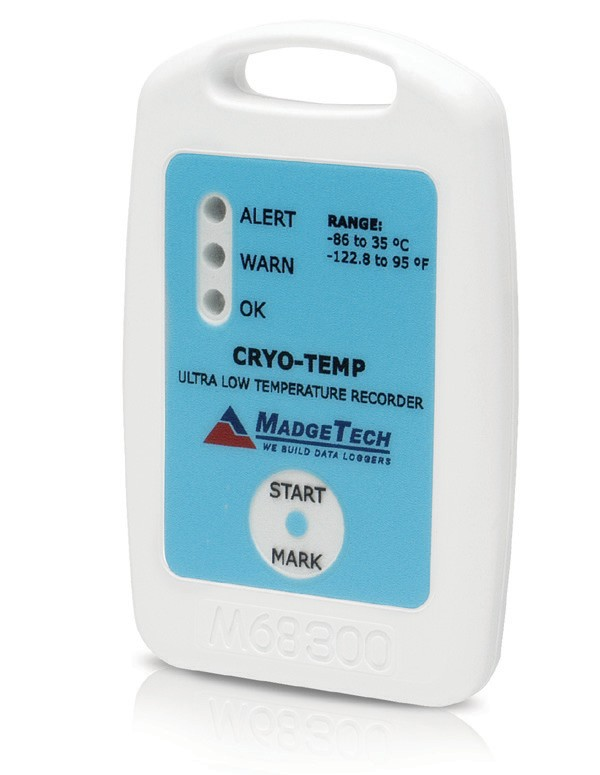 ALERT
WARN
OK
RANGE:
-86 to 35 ºC
-122.8 to 95 ºF
CRYO-TEMP
ULTRA LOW TEMPERATURE RECORDER
MADGETECH
WE BUILD DATA LOGGERS
START
MARK
M68300